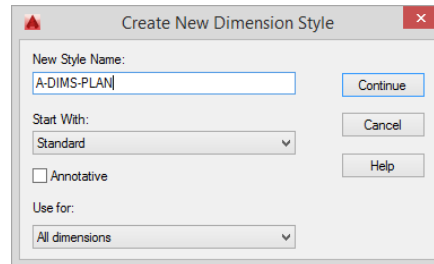 Create New Dimension Style
New Style Name:
A-DIMS-PLAN
Continue
Start With:
Standard
Cancel
Annotative
Help
Use for:
All dimensions